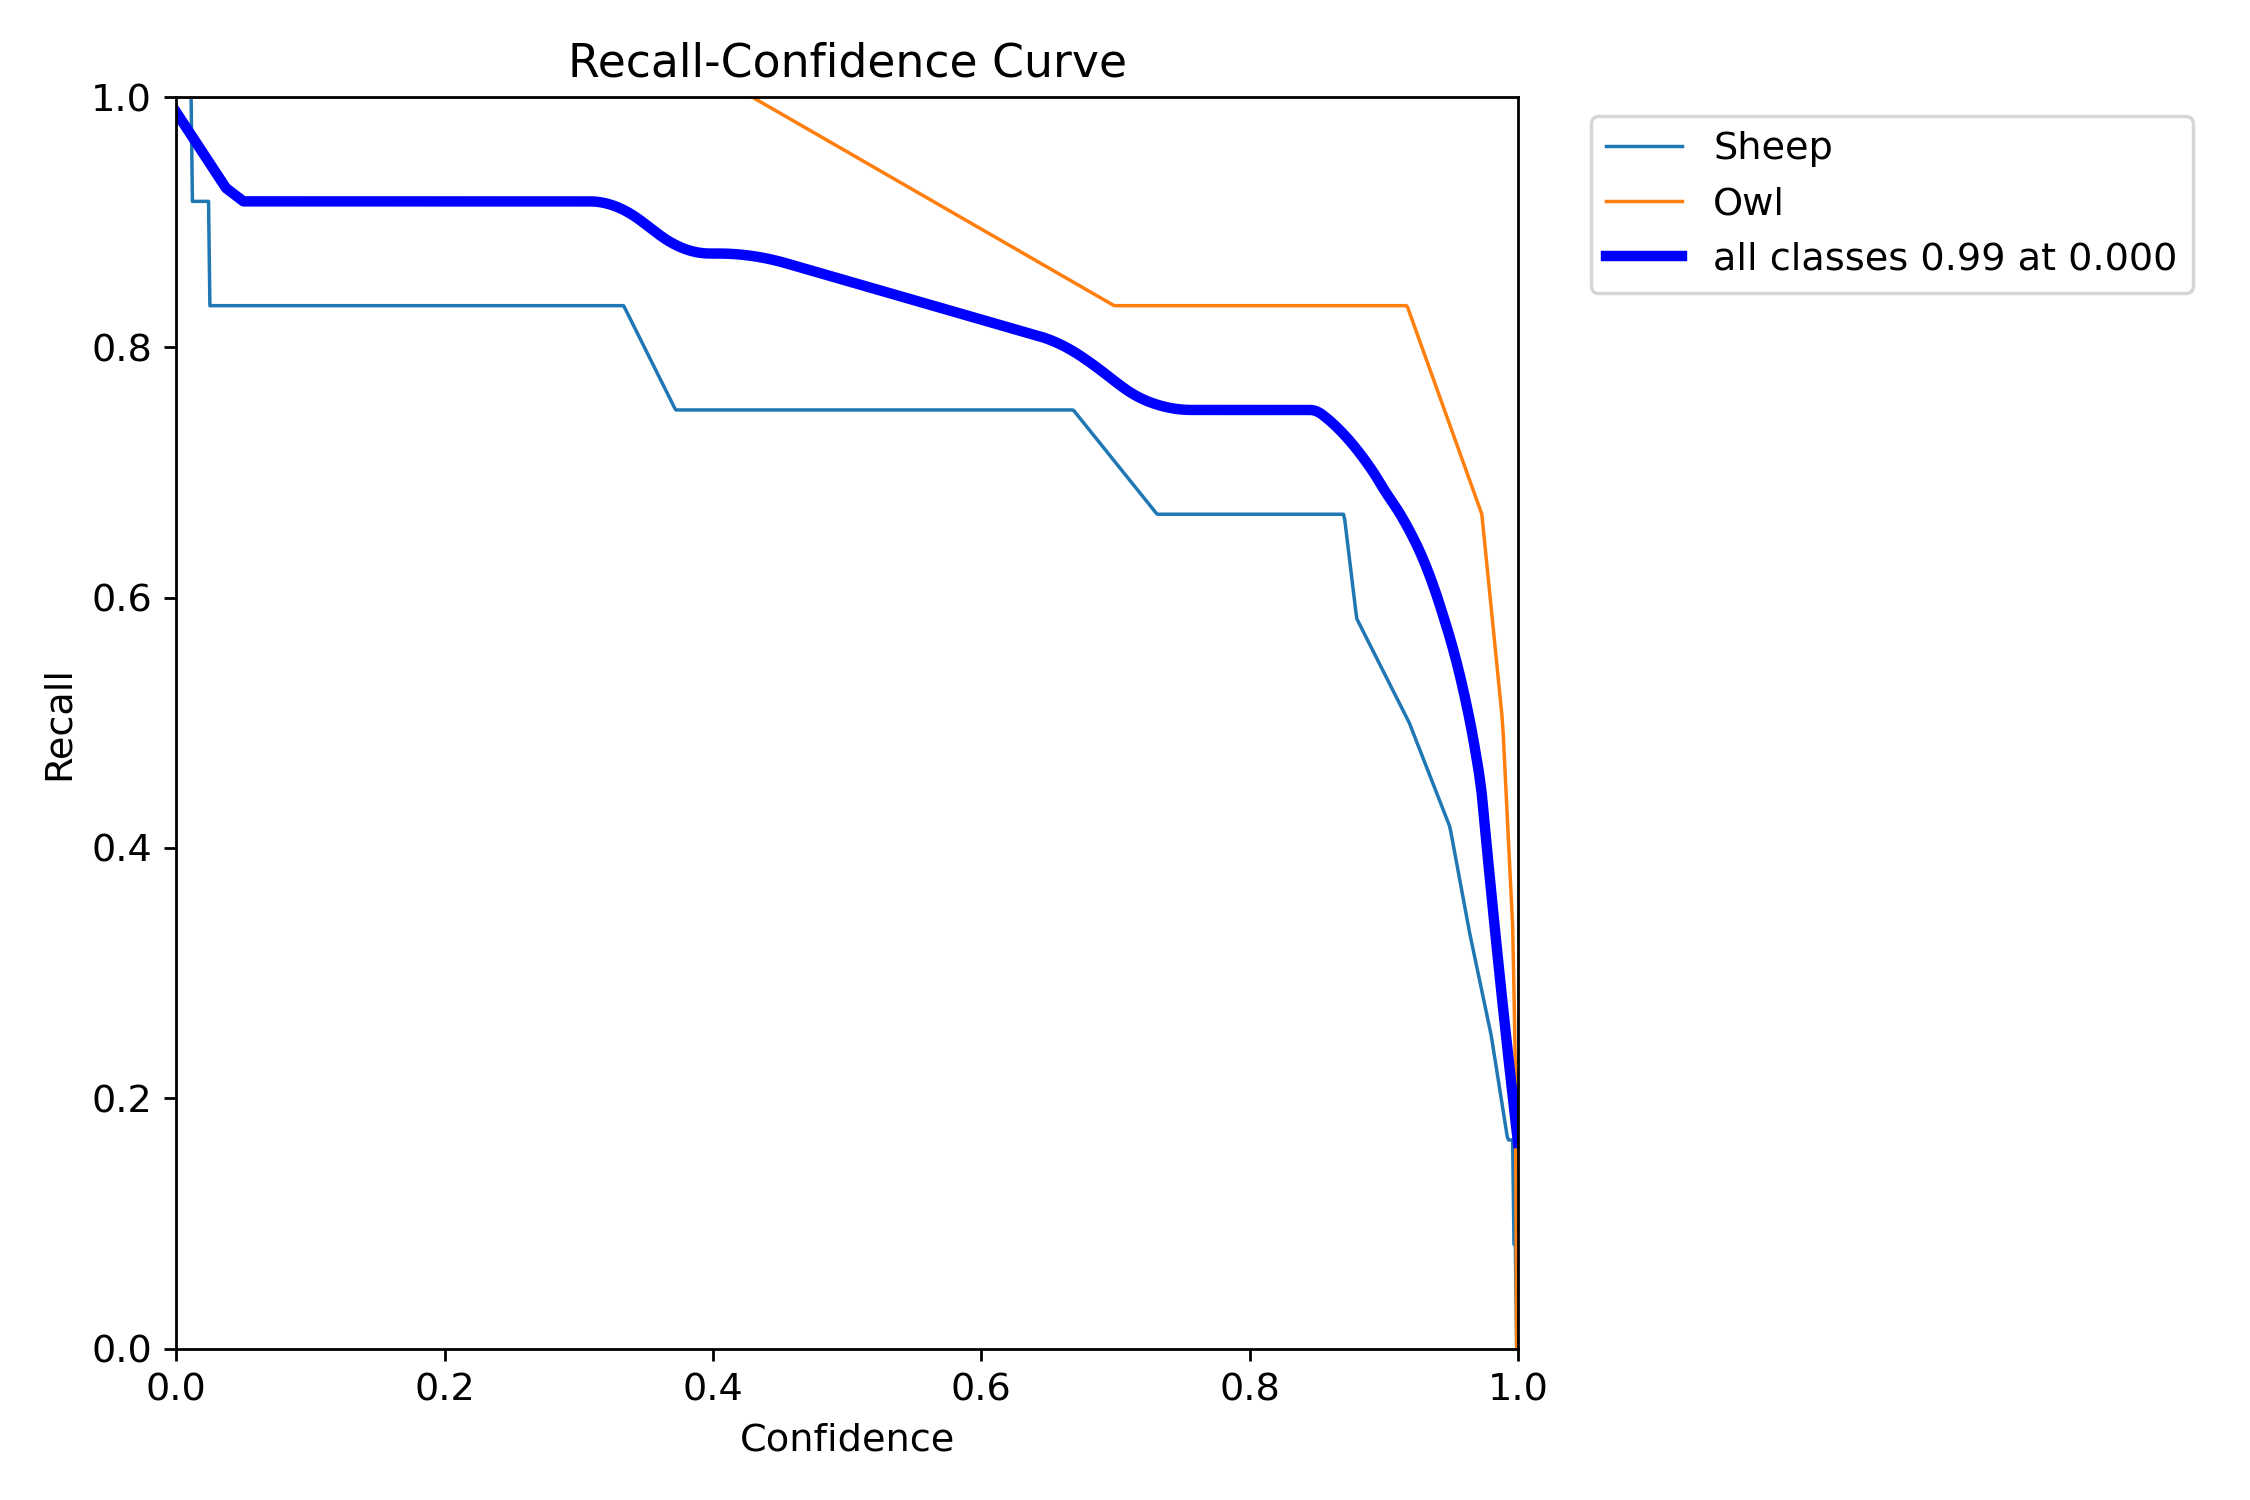 Recall-Confidence Curve
1.0
0.8
0.6
0.4
0.2
0.0
Recall
0.0 0.2 0.4 0.6 0.8 1.0
Confidence
Sheep
Owl
all classes 0.99 at 0.000